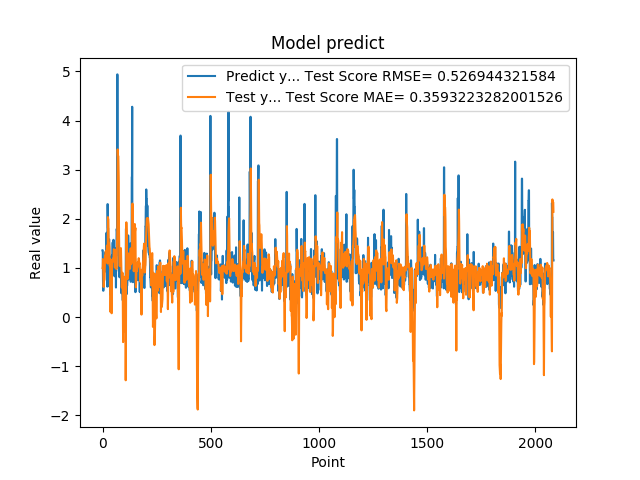 Model predict
Predict y... Test Score RMSE= 0.526944321584
Test y... Test Score MAE= 0.3593223282001526
5
4
3
2
1
0
−1
−2
Real value
0 500 1000 1500 2000
Point